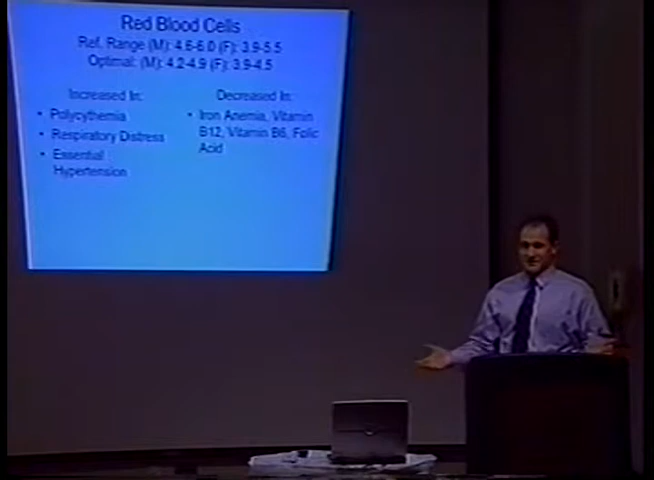 Red Blood Cells
Ref. Range (M): 4.6-6.0 (F): 3.9-5.5
Optimal: (M): 4.2-4.9 (F): 3.9-4.5
Increased In:
• Polycythemia
• Respiratory Distress
• Essential
Hypertension
Decreased In:
• Iron Anemia, Vitamin
B12, Vitamin B6, Folic
Acid